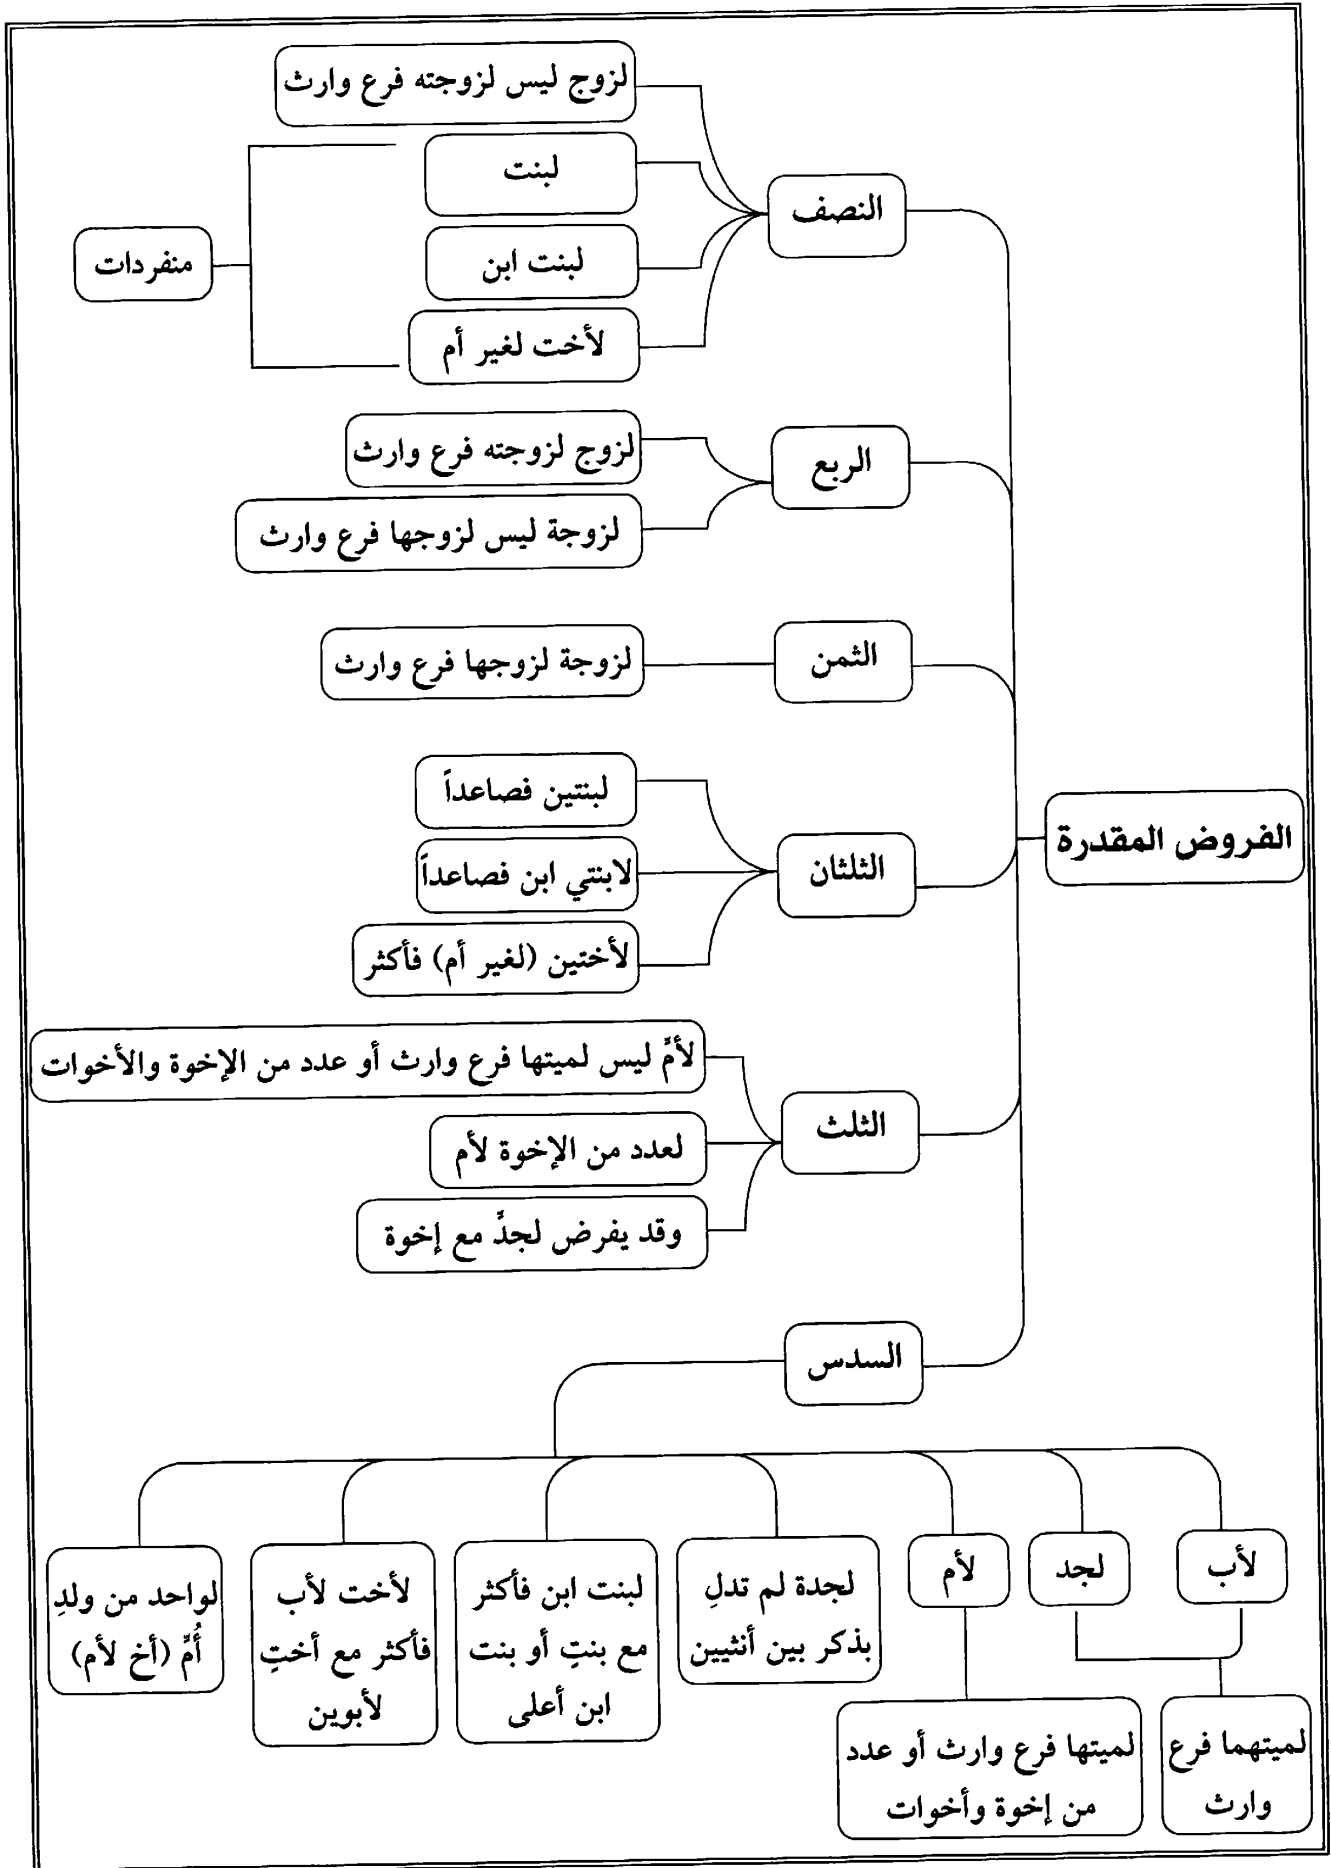 الفروض المقدرة
النصف
لزوج ليس لزوجته فرع وارث
لبنت
لبنت ابن
لأخت لغير أم
منفردات
الربع
لزوج لزوجته فرع وارث
لزوجة ليس لزوجها فرع وارث
الثمن
لزوجة لزوجها فرع وارث
الثلثان
لبنتين فصاعداً
لابنتي ابن فصاعداً
لأختين (لغير أم) فأكثر
الثلث
لأمِّ ليس لميتها فرع وارث أو عدد من الإخوة والأخوات
لعدد من الإخوة لأم
وقد يفرض لجدِّ مع إخوة
السدس
لأب
لجد
لميتهما فرع
وارث
لأم
لميتها فرع وارث أو عدد
من إخوة وأخوات
لجدة لم تدلِ
بذكر بين أنثيين
لبنت ابن فأكثر
مع بنتٍ أو بنت
ابن أعلى
لأخت لأب
فأكثر مع أختٍ
لأبوين
لواحد من ولدِ
أُمِّ (أخ لأم)